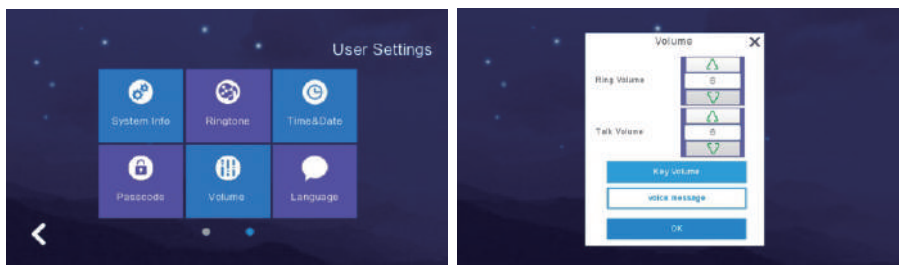 User Settings
System Info
Ringtone
Time&Date
Passcode
Volume
Language
Volume
Ring Volume
6
Talk Volume
6
Key Volume
voice message
OK